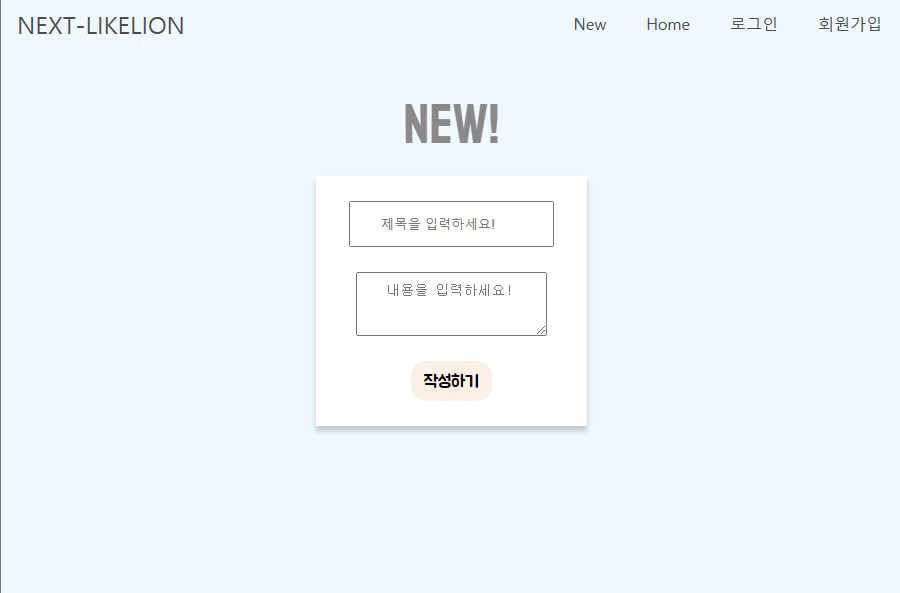 NEXT-LIKELION New Home 로그인 회원가입
NEW!
제목을 입력하세요!
내용을 입력하세요!
작성하기